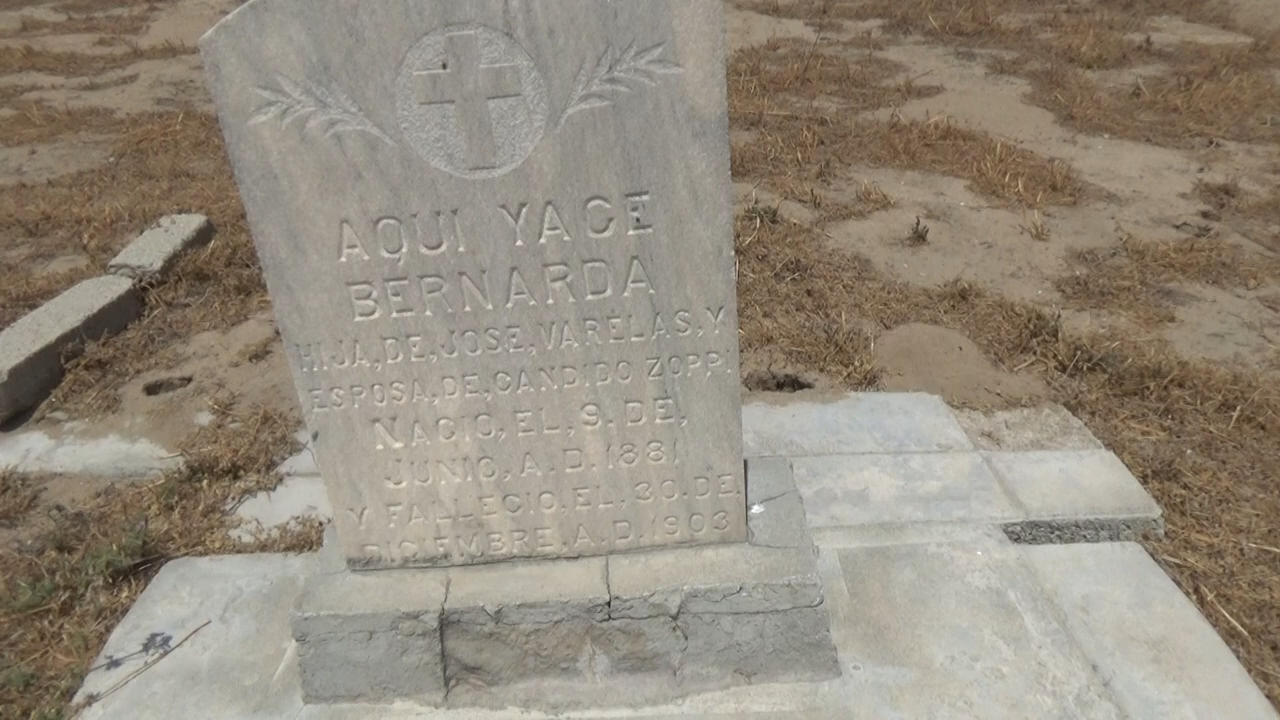 AQUI YACE
BERNARDA
HIJA, DE, JOSE, VARELAS, Y
ESPOSA, DE, CANDIDO ZOPPI
NACIO, EL, 9. DE,
JUNIO, A. D. 1881
Y FALLECIO, EL. 30. DE.
DICIEMBRE. A. D. 1903